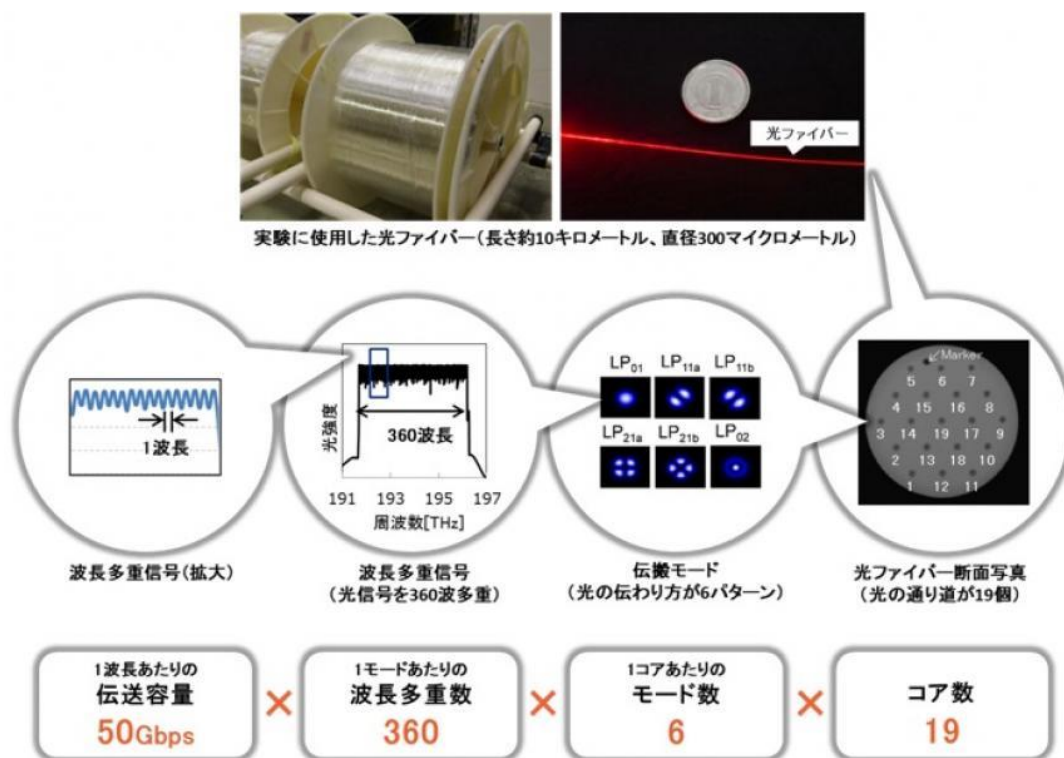 光ファイバー
実験に使用した光ファイバー(長さ約10キロメートル、直径300マイクロメートル)
1波長
光強度
360波長
191 193 195 197
周波数[THz]
LP01 LP11a LP11b
LP21a LP21b LP02
Marker
5 6 7
4 15 16 8
3 14 19 17 9
2 13 18 10
1 12 11
波長多重信号(拡大)
波長多重信号
(光信号を360波多重)
伝搬モード
(光の伝わり方が6パターン)
光ファイバー断面写真
(光の通り道が19個)
1波長あたりの
伝送容量
50Gbps
×
1モードあたりの
波長多重数
360
×
1コアあたりの
モード数
6
×
コア数
19